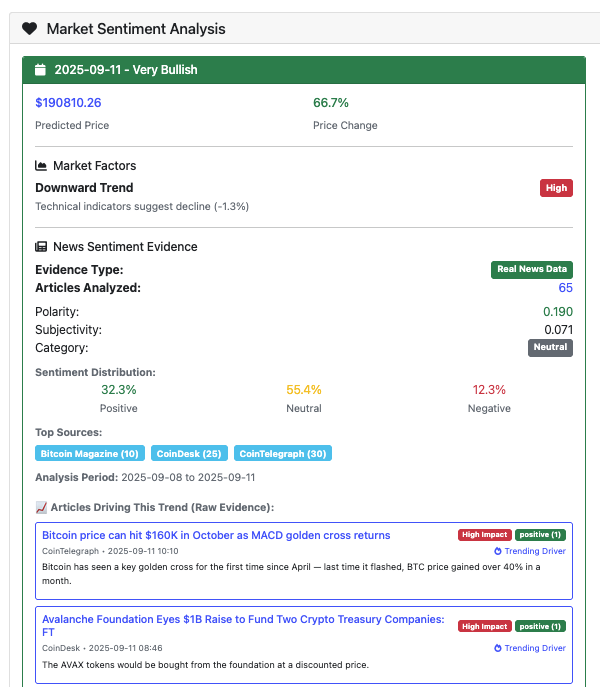 Market Sentiment Analysis
2025-09-11 - Very Bullish
$190810.26
66.7%
Predicted Price
Price Change
Market Factors
Downward Trend
High
Technical indicators suggest decline (-1.3%)
News Sentiment Evidence
Evidence Type:
Real News Data
Articles Analyzed:
65
Polarity:
0.190
Subjectivity:
0.071
Category:
Neutral
Sentiment Distribution:
32.3%
55.4%
12.3%
Positive
Neutral
Negative
Top Sources:
Bitcoin Magazine (10)
CoinDesk (25)
CoinTelegraph (30)
Analysis Period: 2025-09-08 to 2025-09-11
Articles Driving This Trend (Raw Evidence):
Bitcoin price can hit $160K in October as MACD golden cross returns
High Impact
positive (1)
CoinTelegraph • 2025-09-11 10:10
Trending Driver
Bitcoin has seen a key golden cross for the first time since April — last time it flashed, BTC price gained over 40% in a
month.
Avalanche Foundation Eyes $1B Raise to Fund Two Crypto Treasury Companies:
FT
High Impact
positive (1)
CoinDesk • 2025-09-11 08:46
Trending Driver
The AVAX tokens would be bought from the foundation at a discounted price.